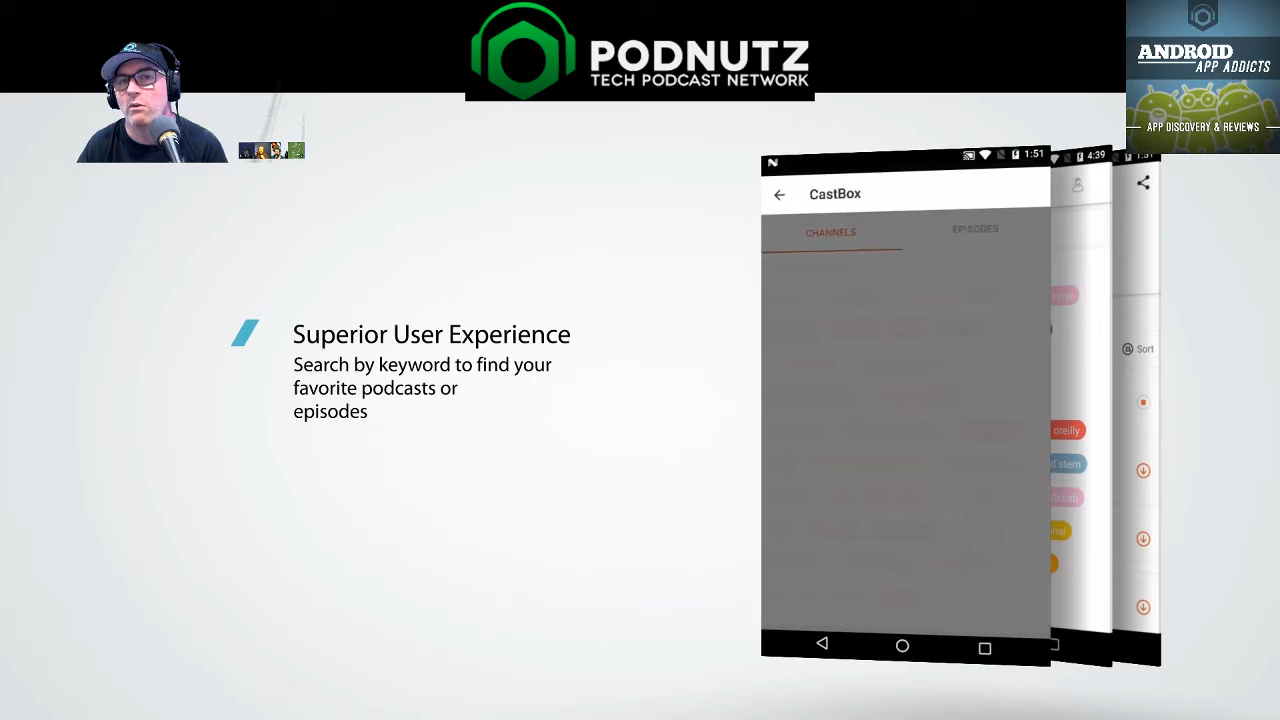 PODNUTZ
TECH PODCAST NETWORK
ANDROID
APP ADDICTS
APP DISCOVERY & REVIEWS
1:51
4:39
CastBox
CHANNELS
EPISODES
Superior User Experience
Search by keyword to find your
favorite podcasts or
episodes
Sort
oreilly
d stern